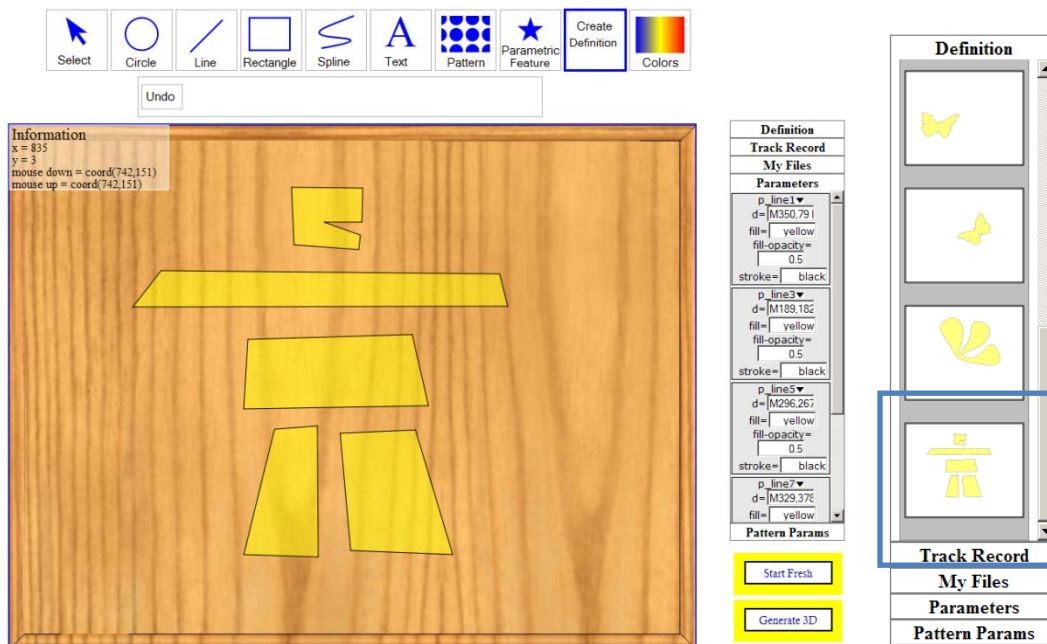 Select
Circle
Line
Rectangle
Spline
A
Text
Pattern
Parametric
Feature
Create
Definition
Colors
Undo
Information
x = 835
y = 3
mouse down = coord(742,151)
mouse up = coord(742,151)
Definition
Track Record
My Files
Parameters
p_line1▼
d= M350,79 l
fill= yellow
fill-opacity=
0.5
stroke= black
p_line3▼
d= M189,182
fill= yellow
fill-opacity=
0.5
stroke= black
p_line5▼
d= M296,267
fill= yellow
fill-opacity=
0.5
stroke= black
p_line7▼
d= M329,378
fill= yellow
Pattern Params
Start Fresh
Generate 3D
Definition
Track Record
My Files
Parameters
Pattern Params